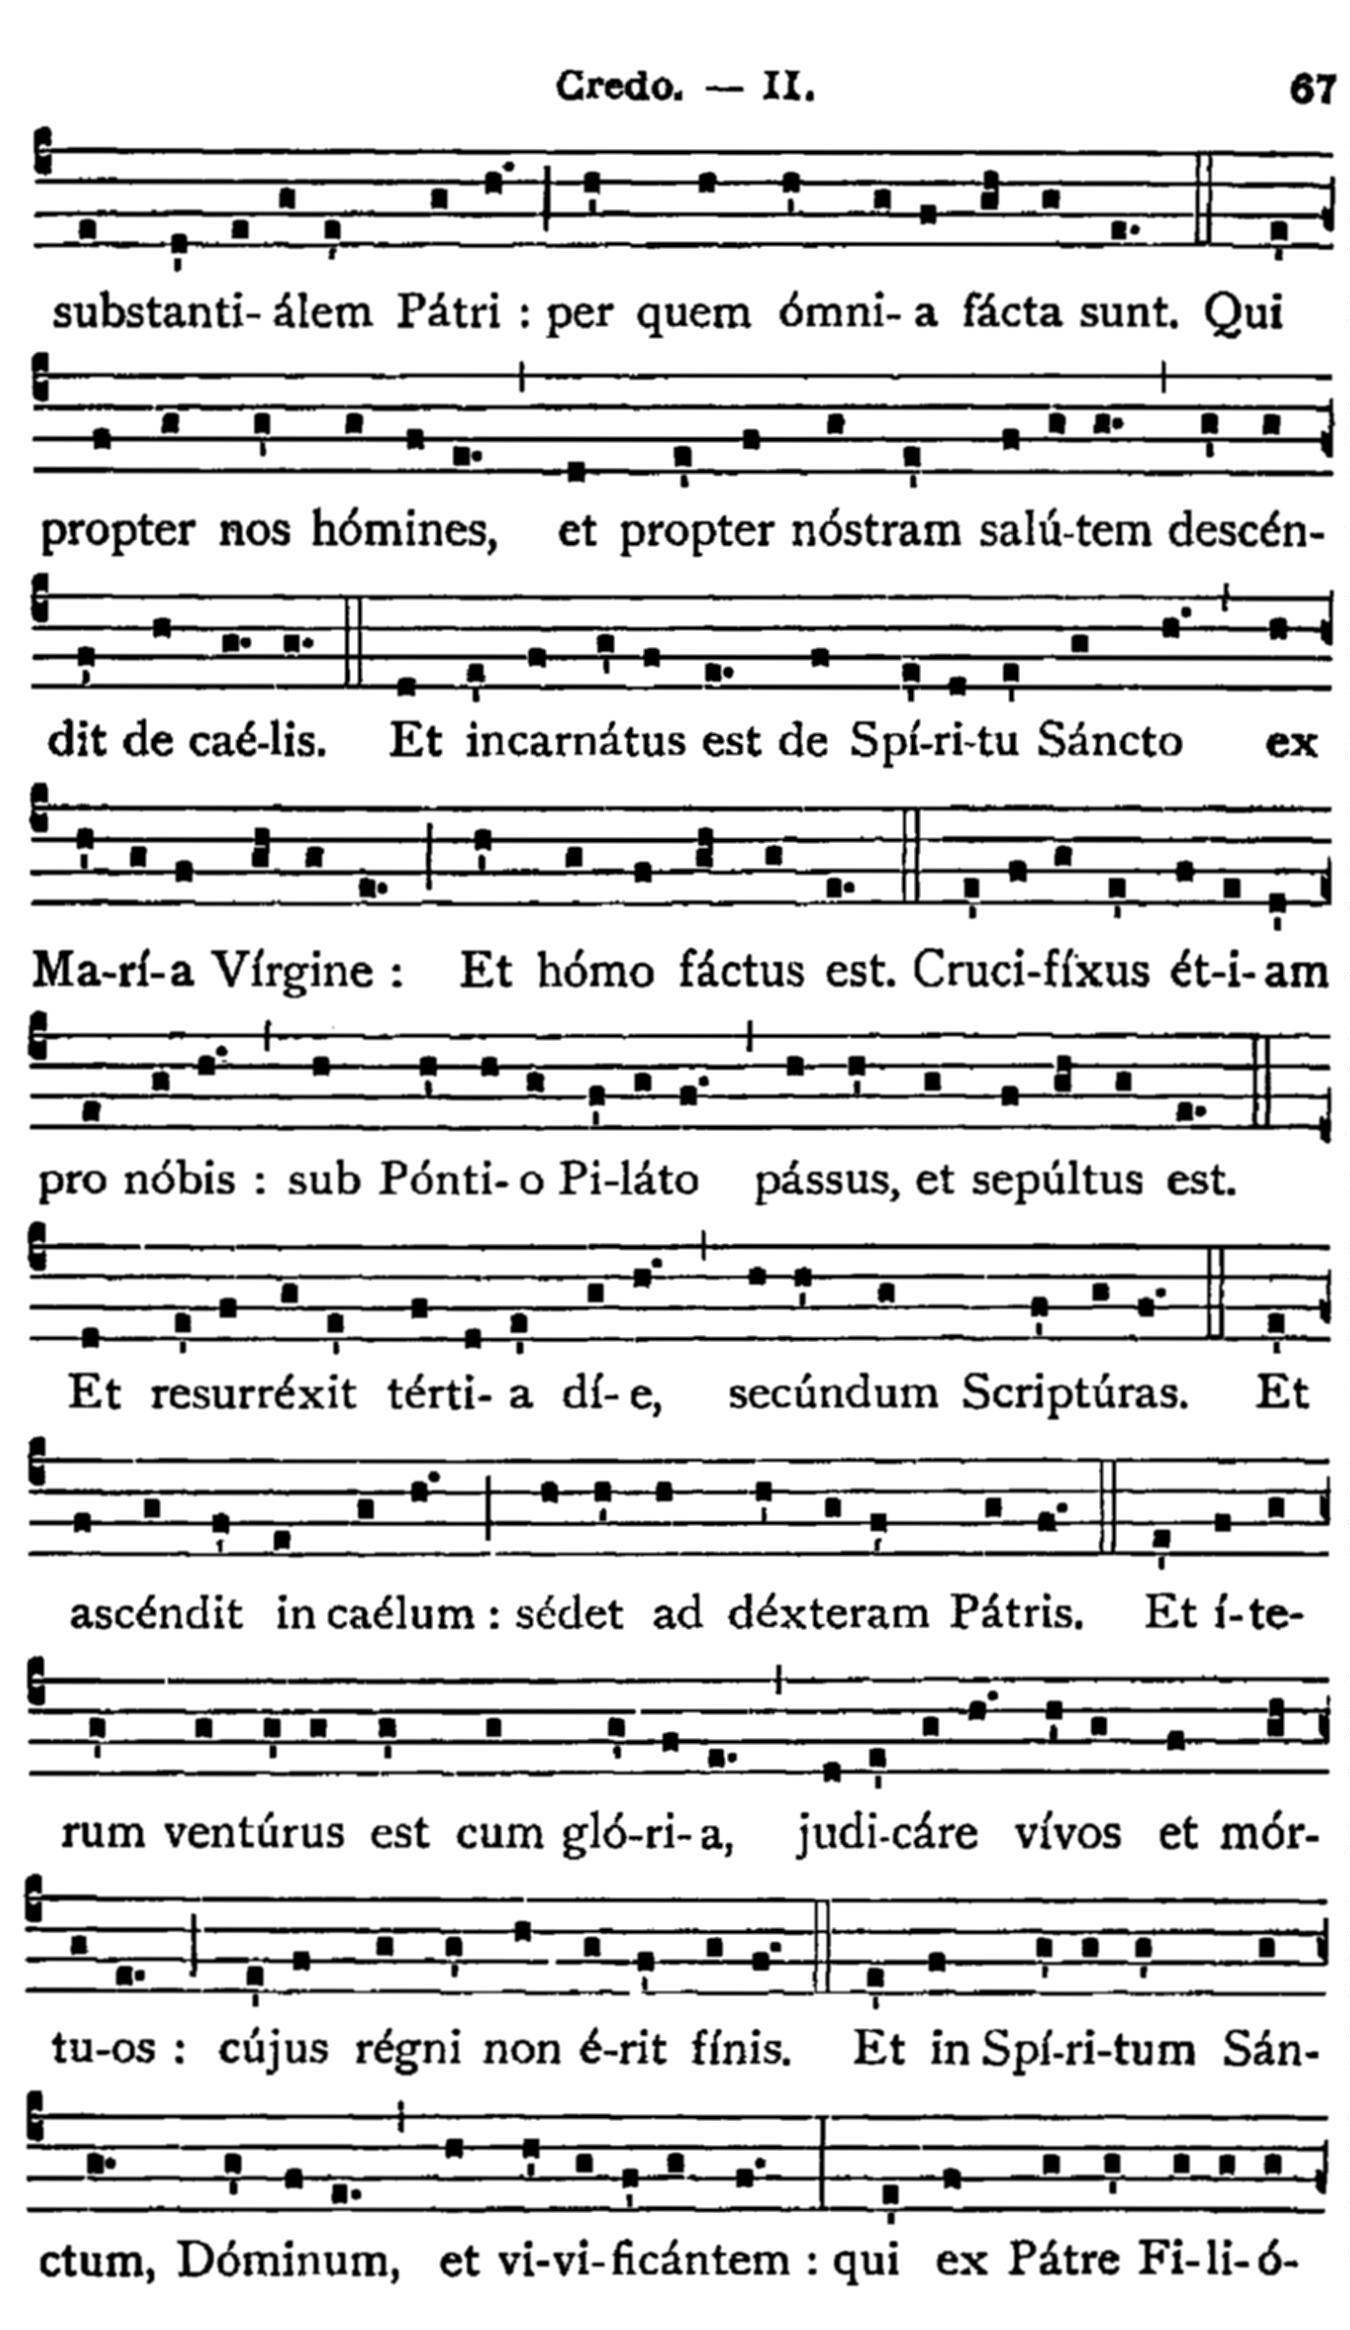 Credo. — II. 67
substanti- álem Pátri : per quem ómni- a fácta sunt. Qui
propter nos hómines, et propter nóstram salú-tem descén-
dit de caé-lis. Et incarnátus est de Spí-ri-tu Sáncto ex
Ma-rí-a Vírgine : Et hómo fáctus est. Cruci-fíxus ét-i-am
pro nóbis : sub Pónti- o Pi-láto pássus, et sepúltus est.
Et resurréxit térti- a dí- e, secúndum Scriptúras. Et
ascéndit in caélum : sédet ad déxteram Pátris. Et í-te-
rum ventúrus est cum gló-ri- a, judi-cáre vívos et mór-
tu-os : cújus régni non é-rit fínis. Et in Spí-ri-tum Sán-
ctum, Dóminum, et vi-vi-ficántem : qui ex Pátre Fi-li-ó-